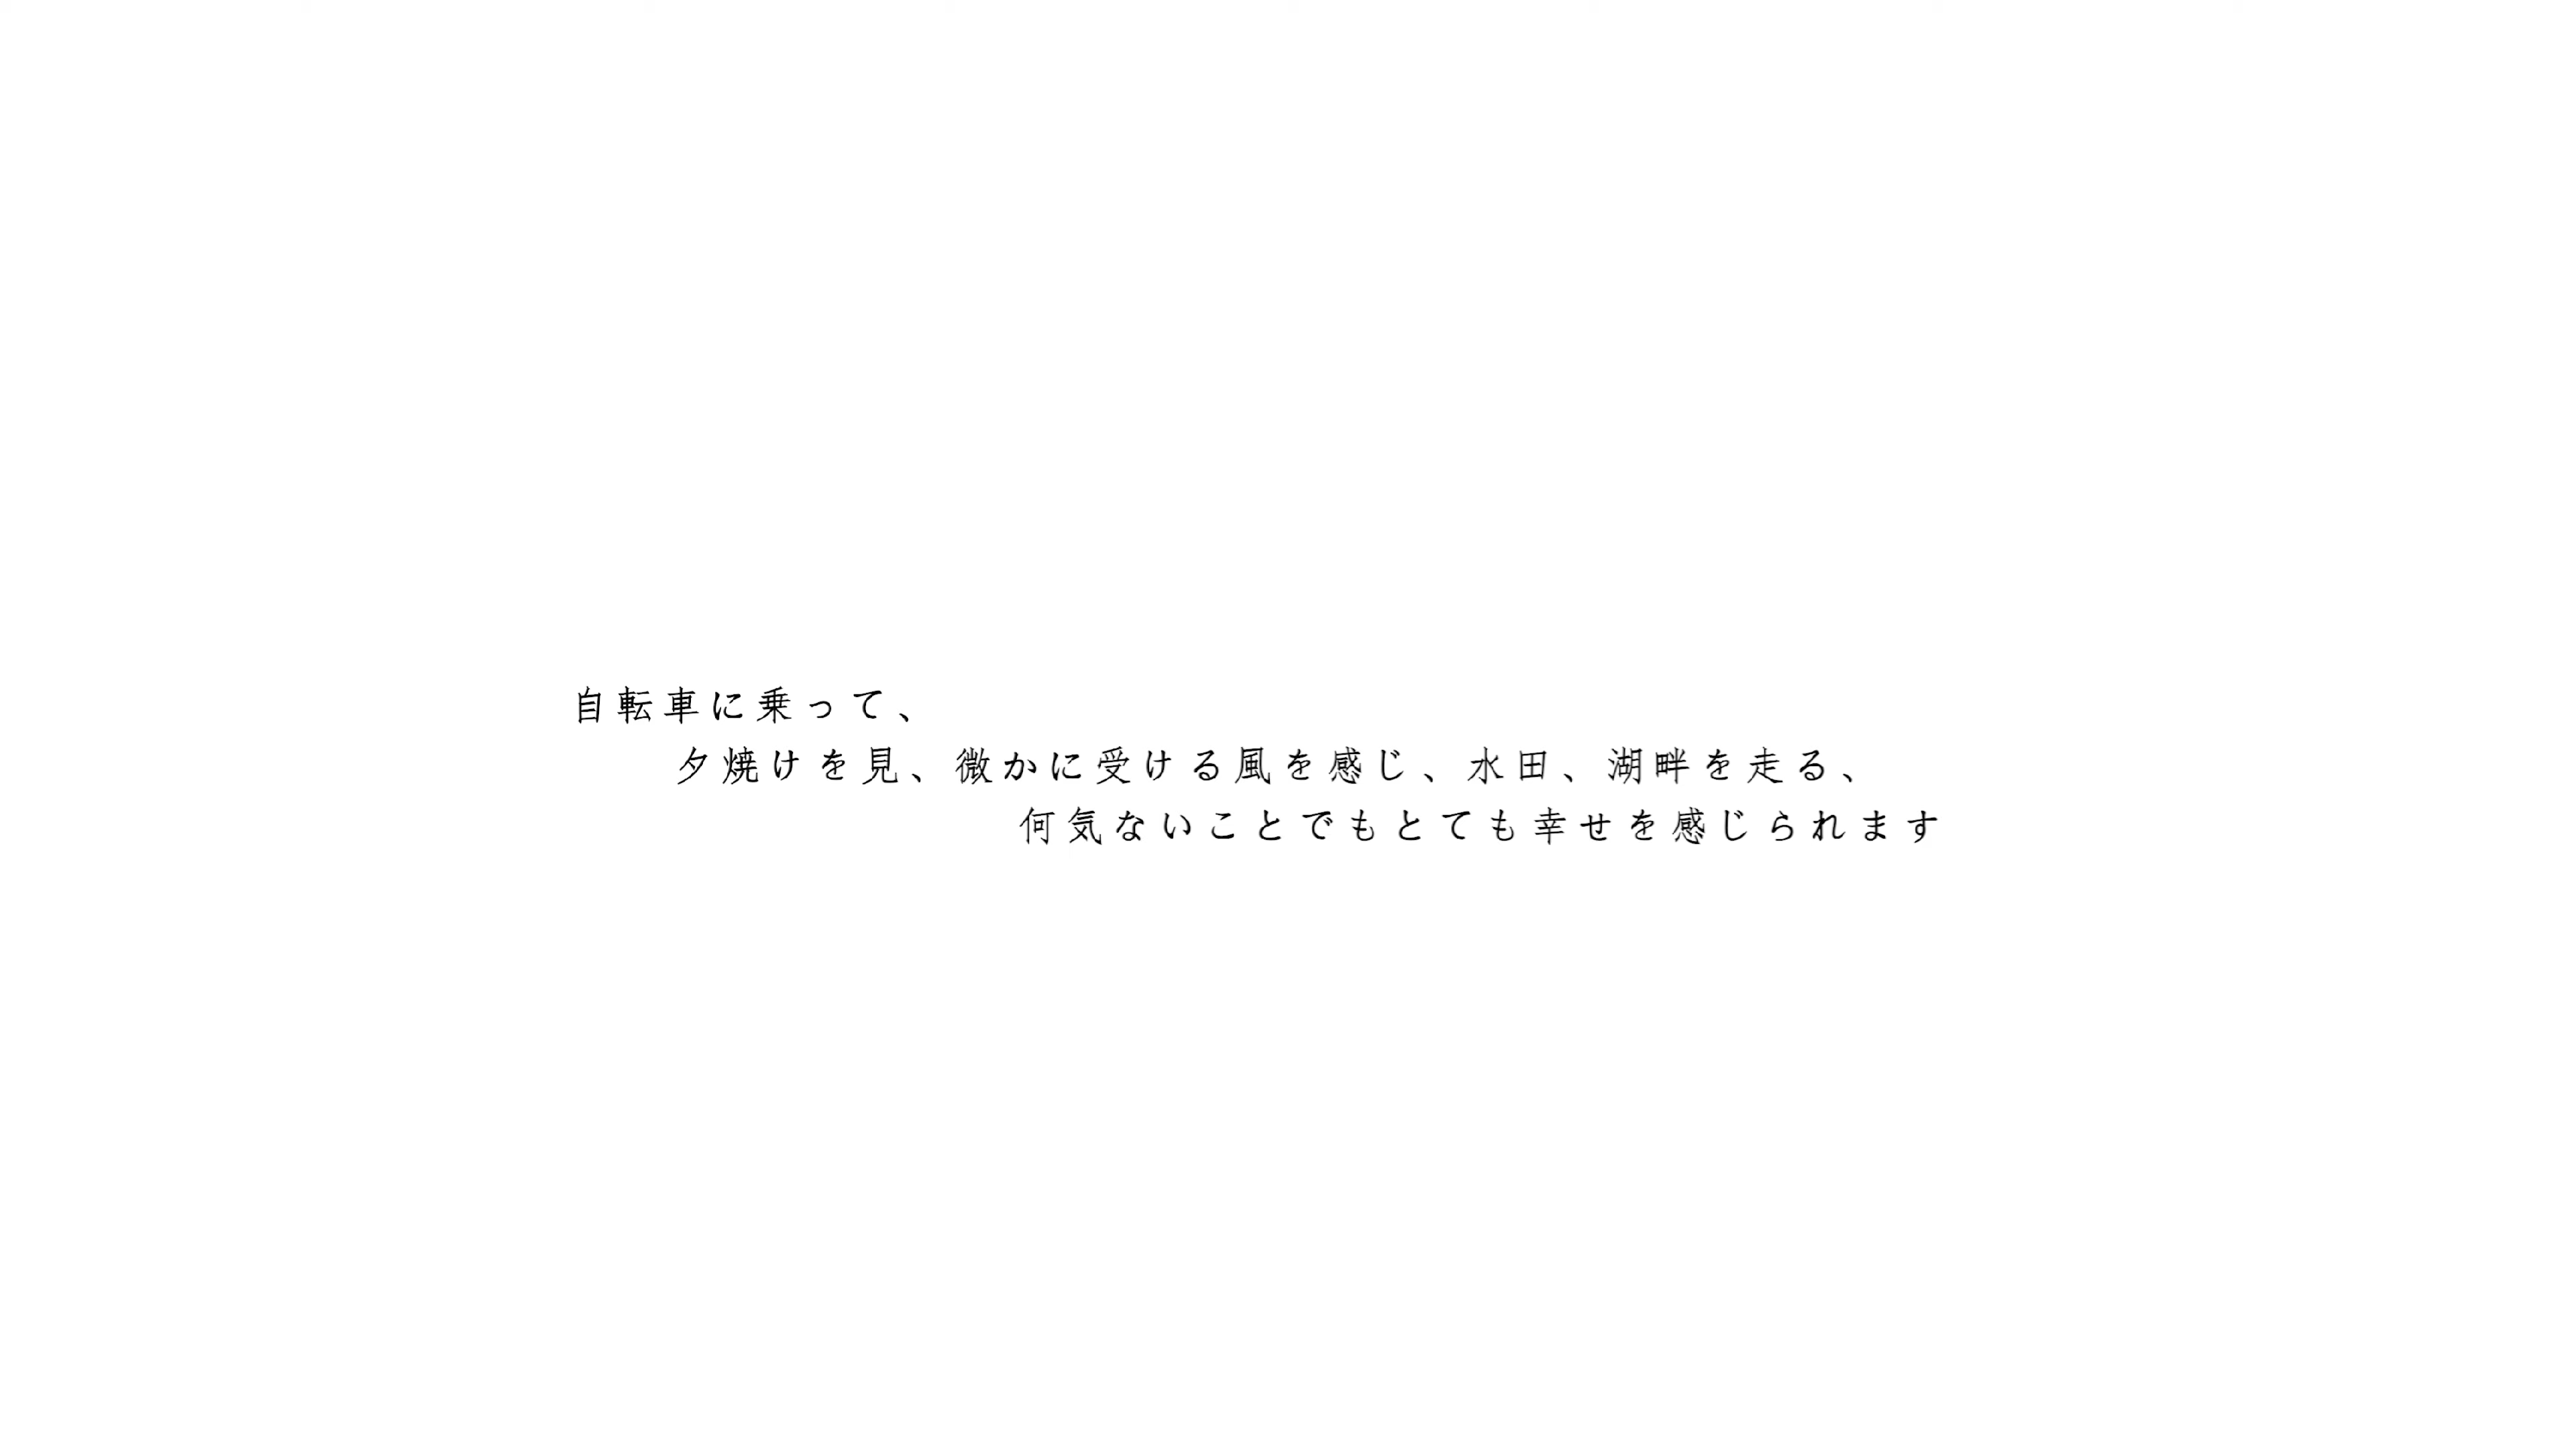 自転車に乗って、
夕焼けを見、微かに受ける風を感じ、水田、湖畔を走る、
何気ないことでもとても幸せを感じられます